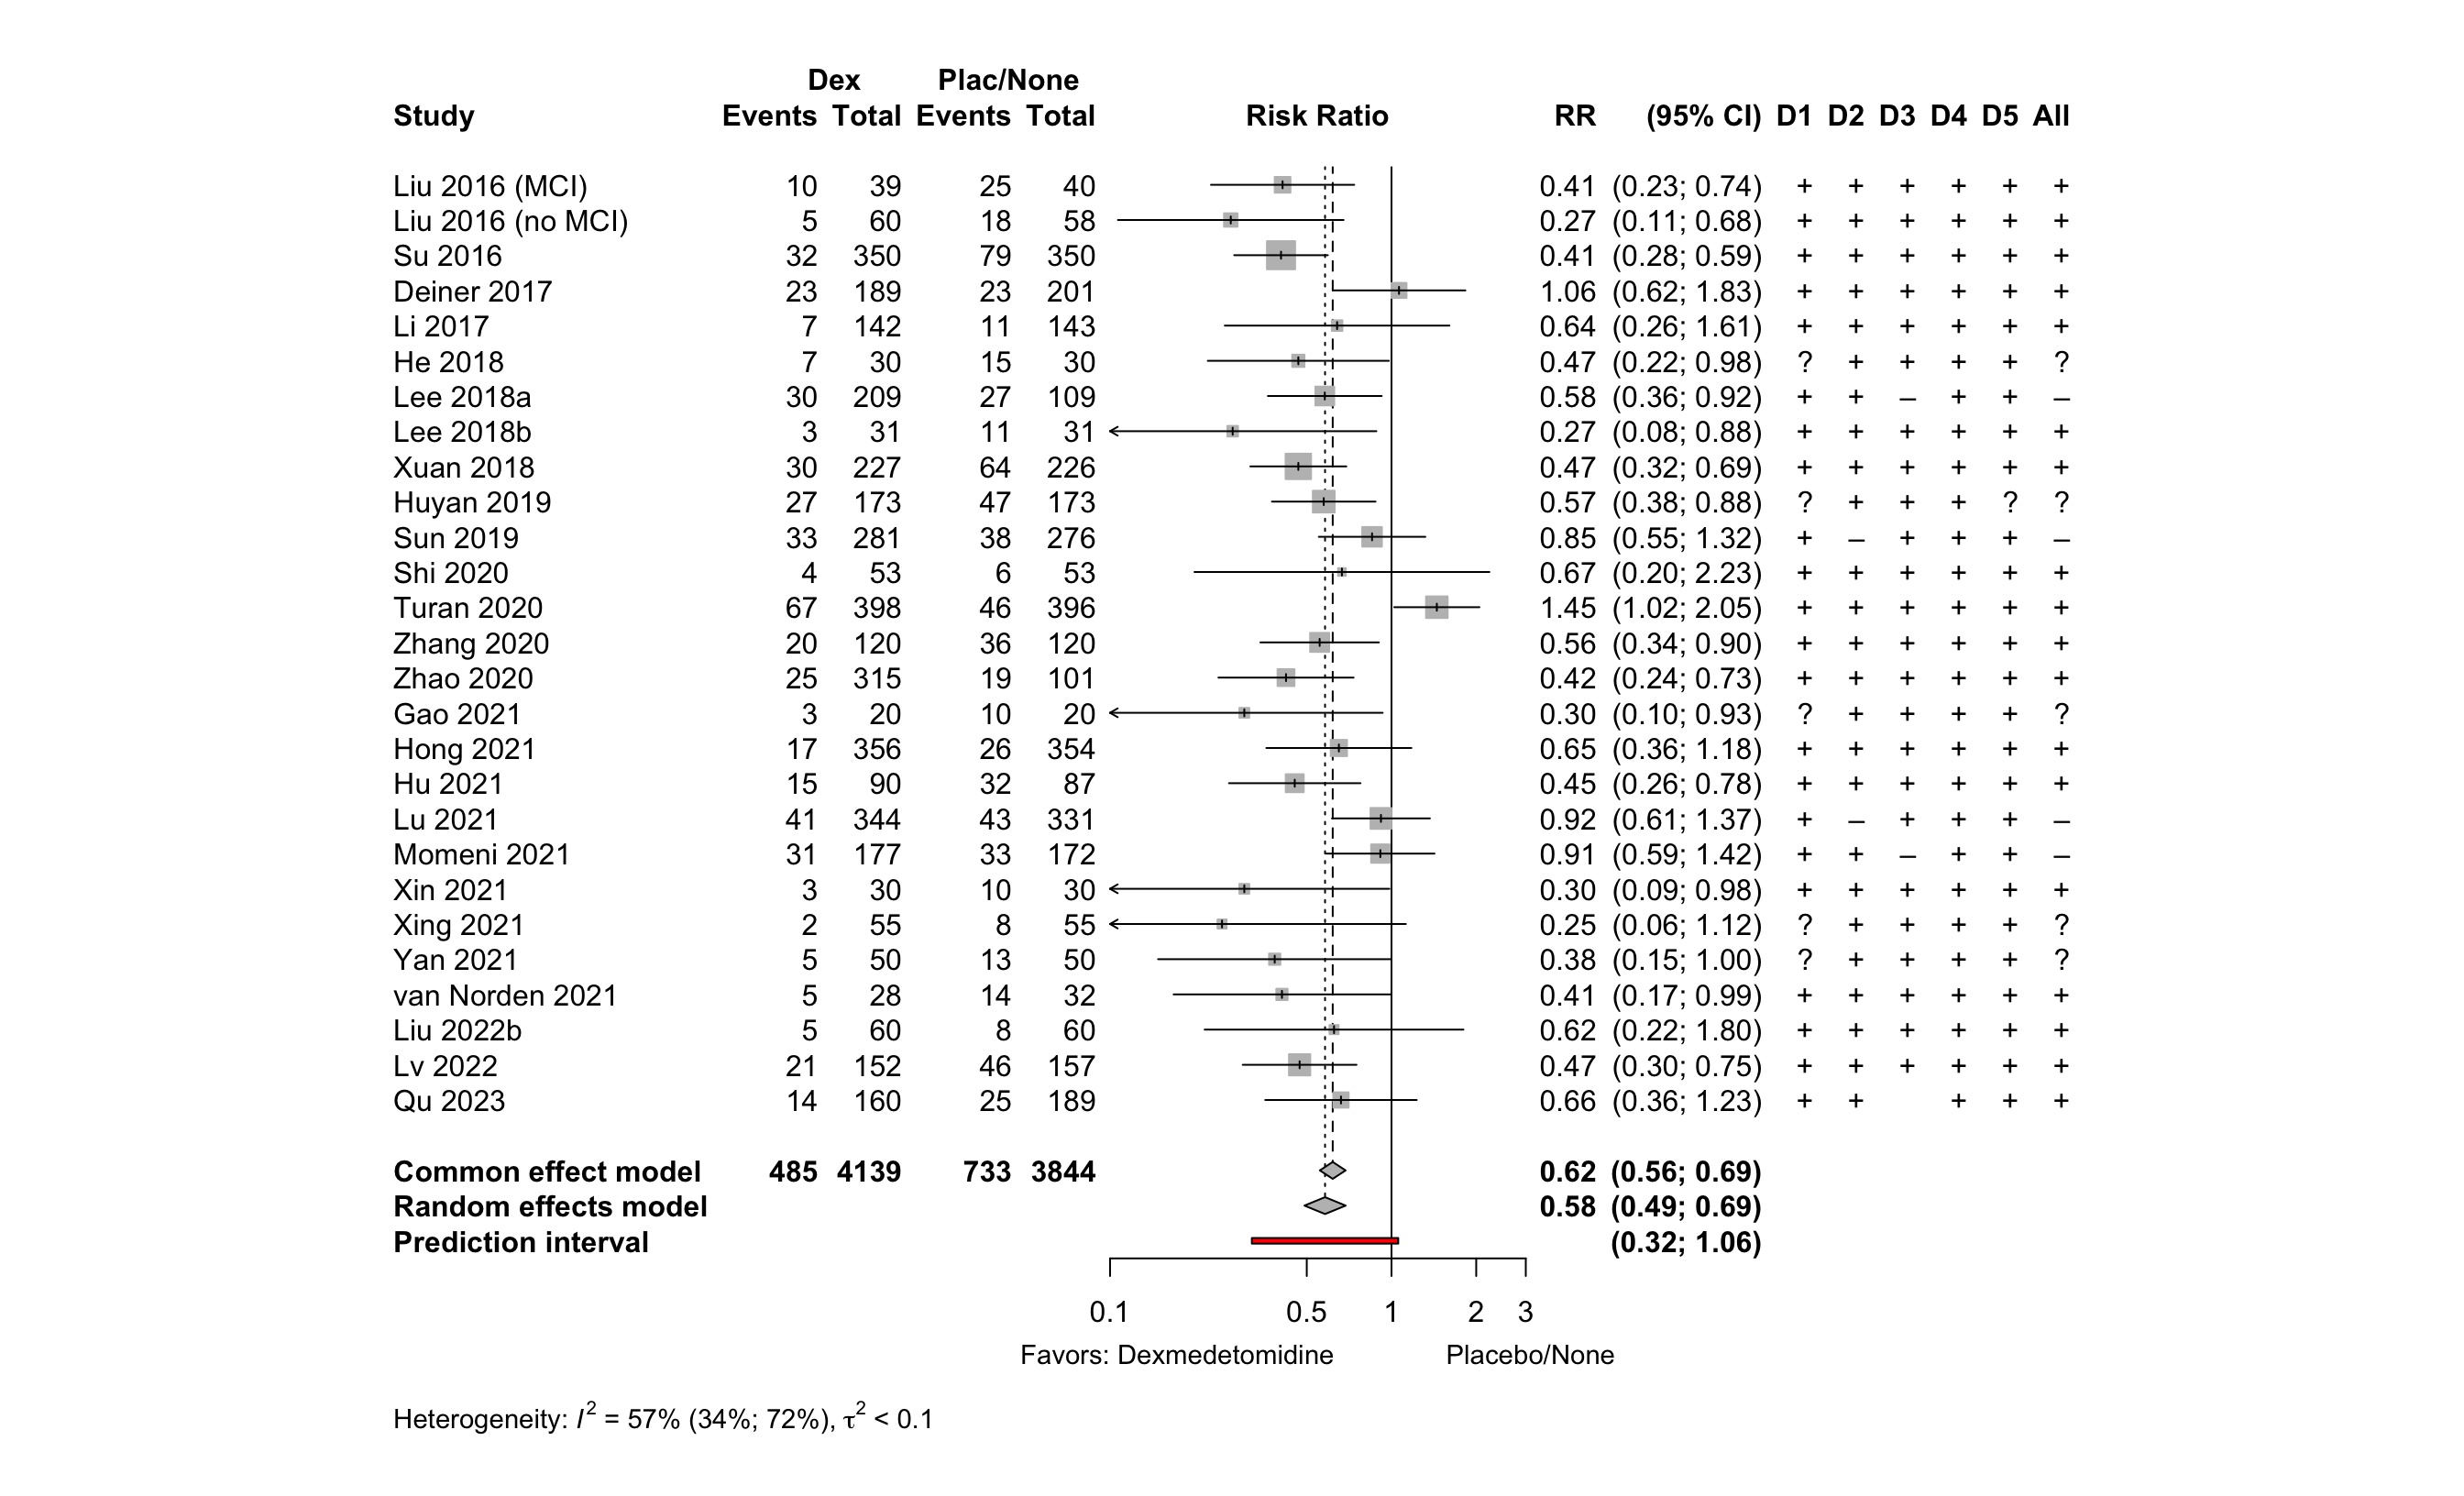 Dex Plac/None
Study Events Total Events Total Risk Ratio RR (95% CI) D1 D2 D3 D4 D5 All
Liu 2016 (MCI) 10 39 25 40 0.41 (0.23; 0.74) + + + + + +
Liu 2016 (no MCI) 5 60 18 58 0.27 (0.11; 0.68) + + + + + +
Su 2016 32 350 79 350 0.41 (0.28; 0.59) + + + + + +
Deiner 2017 23 189 23 201 1.06 (0.62; 1.83) + + + + + +
Li 2017 7 142 11 143 0.64 (0.26; 1.61) + + + + + +
He 2018 7 30 15 30 0.47 (0.22; 0.98) ? + + + + ?
Lee 2018a 30 209 27 109 0.58 (0.36; 0.92) + + – + + –
Lee 2018b 3 31 11 31 0.27 (0.08; 0.88) + + + + + +
Xuan 2018 30 227 64 226 0.47 (0.32; 0.69) + + + + + +
Huyan 2019 27 173 47 173 0.57 (0.38; 0.88) ? + + + ? ?
Sun 2019 33 281 38 276 0.85 (0.55; 1.32) + – + + + –
Shi 2020 4 53 6 53 0.67 (0.20; 2.23) + + + + + +
Turan 2020 67 398 46 396 1.45 (1.02; 2.05) + + + + + +
Zhang 2020 20 120 36 120 0.56 (0.34; 0.90) + + + + + +
Zhao 2020 25 315 19 101 0.42 (0.24; 0.73) + + + + + +
Gao 2021 3 20 10 20 0.30 (0.10; 0.93) ? + + + + ?
Hong 2021 17 356 26 354 0.65 (0.36; 1.18) + + + + + +
Hu 2021 15 90 32 87 0.45 (0.26; 0.78) + + + + + +
Lu 2021 41 344 43 331 0.92 (0.61; 1.37) + – + + + –
Momeni 2021 31 177 33 172 0.91 (0.59; 1.42) + + – + + –
Xin 2021 3 30 10 30 0.30 (0.09; 0.98) + + + + + +
Xing 2021 2 55 8 55 0.25 (0.06; 1.12) ? + + + + ?
Yan 2021 5 50 13 50 0.38 (0.15; 1.00) ? + + + + ?
van Norden 2021 5 28 14 32 0.41 (0.17; 0.99) + + + + + +
Liu 2022b 5 60 8 60 0.62 (0.22; 1.80) + + + + + +
Lv 2022 21 152 46 157 0.47 (0.30; 0.75) + + + + + +
Qu 2023 14 160 25 189 0.66 (0.36; 1.23) + + + + +
Common effect model 485 4139 733 3844 0.62 (0.56; 0.69)
Random effects model 0.58 (0.49; 0.69)
Prediction interval (0.32; 1.06)
0.1 0.5 1 2 3
Favors: Dexmedetomidine Placebo/None
Heterogeneity: I² = 57% (34%; 72%), τ² < 0.1